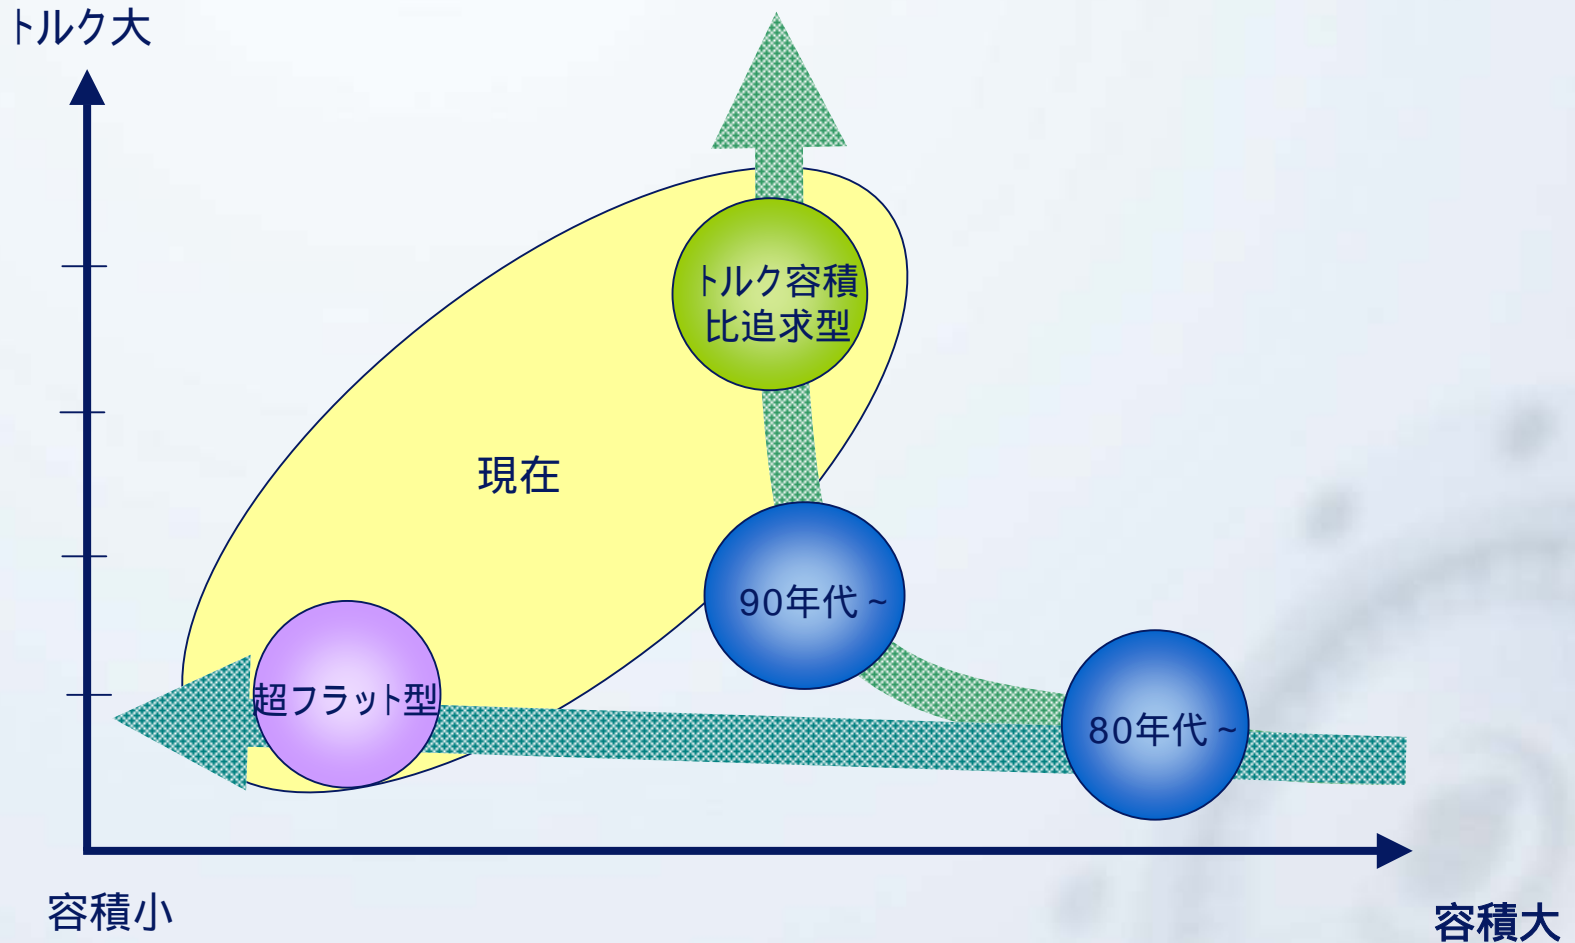 トルク大
トルク容積
比追求型
現在
90年代 ~
超フラット型
80年代 ~
容積小
容積大